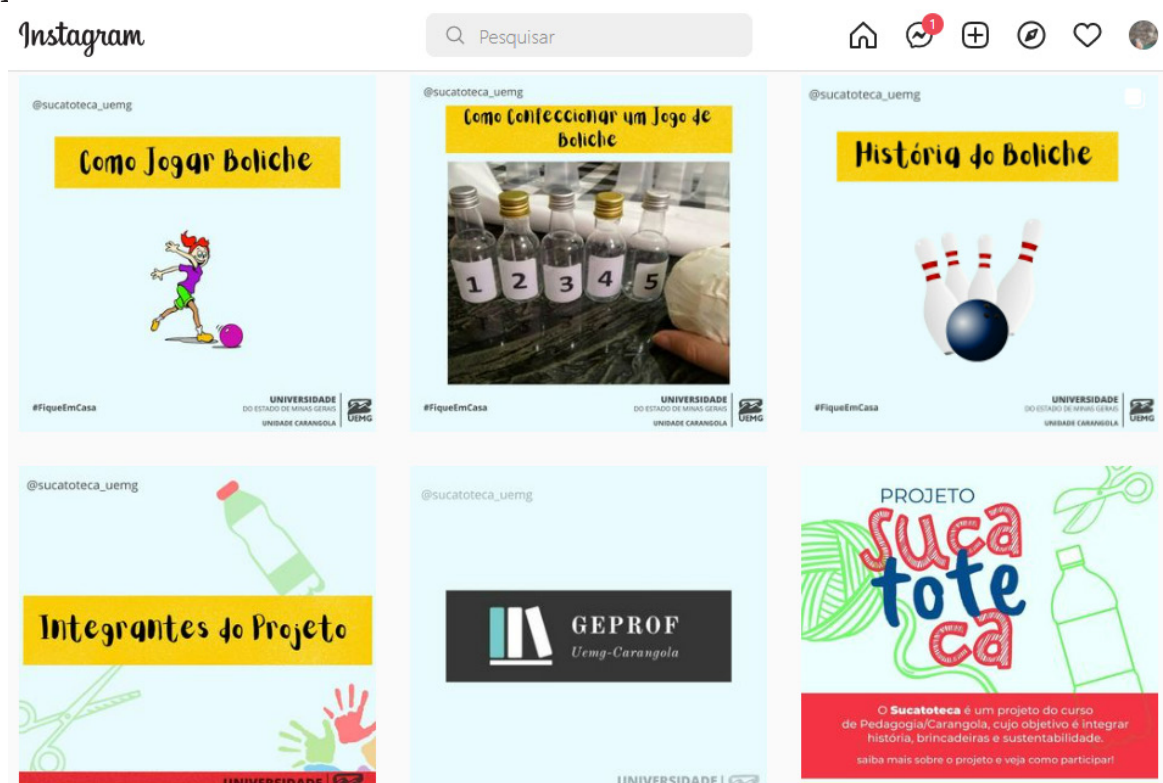 Instagram
Pesquisar
1
@sucatoteca_uemg
Como Jogar Boliche
#FiqueEmCasa
UNIVERSIDADE
DO ESTADO DE MINAS GERAIS
UNIDADE CARANGOLA
UEMG
@sucatoteca_uemg
Como Confeccionar um Jogo de
Boliche
1 2 3 4 5
#FiqueEmCasa
UNIVERSIDADE
DO ESTADO DE MINAS GERAIS
UNIDADE CARANGOLA
UEMG
@sucatoteca_uemg
História do Boliche
#FiqueEmCasa
UNIVERSIDADE
DO ESTADO DE MINAS GERAIS
UNIDADE CARANGOLA
UEMG
@sucatoteca_uemg
Integrantes do Projeto
UNIVERSIDADE
@sucatoteca_uemg
GEPROF
Uemg-Carangola
UNIVERSIDADE
PROJETO
suca
tote
ca
O Sucatoteca é um projeto do curso
de Pedagogia/Carangola, cujo objetivo é integrar
história, brincadeiras e sustentabilidade.
saiba mais sobre o projeto e veja como participar!